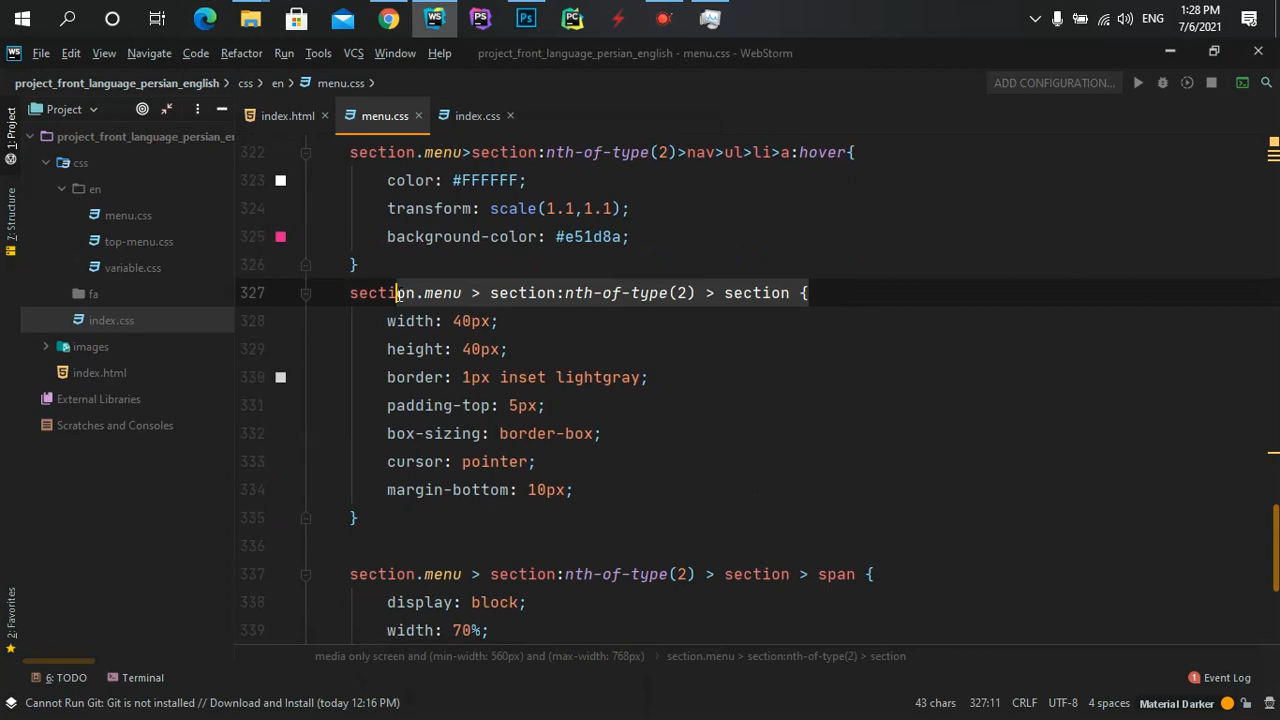 ENG
1:28 PM
7/6/2021
WS File Edit View Navigate Code Refactor Run Tools VCS Window Help project_front_language_persian_english - menu.css - WebStorm
project_front_language_persian_english css en menu.css ADD CONFIGURATION...
Project index.html menu.css index.css
1: Project
7: Structure
2: Favorites
project_front_language_persian_er
css
en
menu.css
top-menu.css
variable.css
fa
index.css
images
index.html
External Libraries
Scratches and Consoles
322 section.menu>section:nth-of-type(2)>nav>ul>li>a:hover{
323 color: #FFFFFF;
324 transform: scale(1.1,1.1);
325 background-color: #e51d8a;
326 }
327 section.menu > section:nth-of-type(2) > section {
328 width: 40px;
329 height: 40px;
330 border: 1px inset lightgray;
331 padding-top: 5px;
332 box-sizing: border-box;
333 cursor: pointer;
334 margin-bottom: 10px;
335 }
336
337 section.menu > section:nth-of-type(2) > section > span {
338 display: block;
339 width: 70%;
media only screen and (min-width: 560px) and (max-width: 768px) section.menu > section:nth-of-type(2) > section
6: TODO Terminal 1 Event Log
Cannot Run Git: Git is not installed // Download and Install (today 12:16 PM) 43 chars 327:11 CRLF UTF-8 4 spaces Material Darker